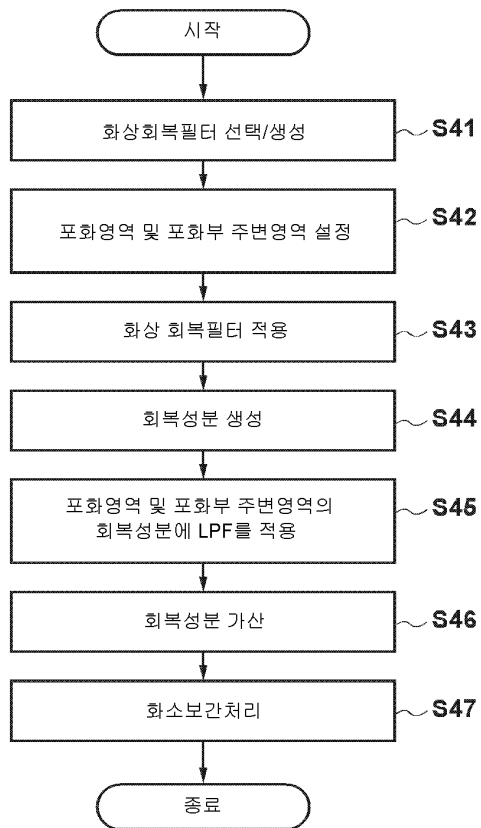 시작
화상회복필터 선택/생성
S41
포화영역 및 포화부 주변영역 설정
S42
화상 회복필터 적용
S43
회복성분 생성
S44
포화영역 및 포화부 주변영역의
회복성분에 LPF를 적용
S45
회복성분 가산
S46
화소보간처리
S47
종료